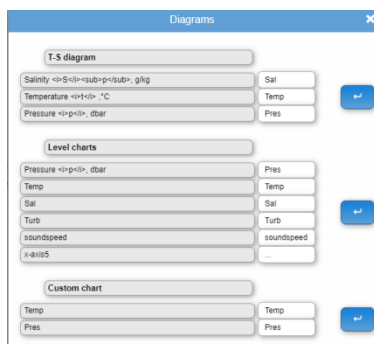 Diagrams ×
T-S diagram
Salinity <i>S</i><sub>p</sub>, g/kg Sal
Temperature <i>t</i> ,°C Temp
Pressure <i>p</i>, dbar Pres
Level charts
Pressure <i>p</i>, dbar Pres
Temp Temp
Sal Sal
Turb Turb
soundspeed soundspeed
x-axis5 ...
Custom chart
Temp Temp
Pres Pres